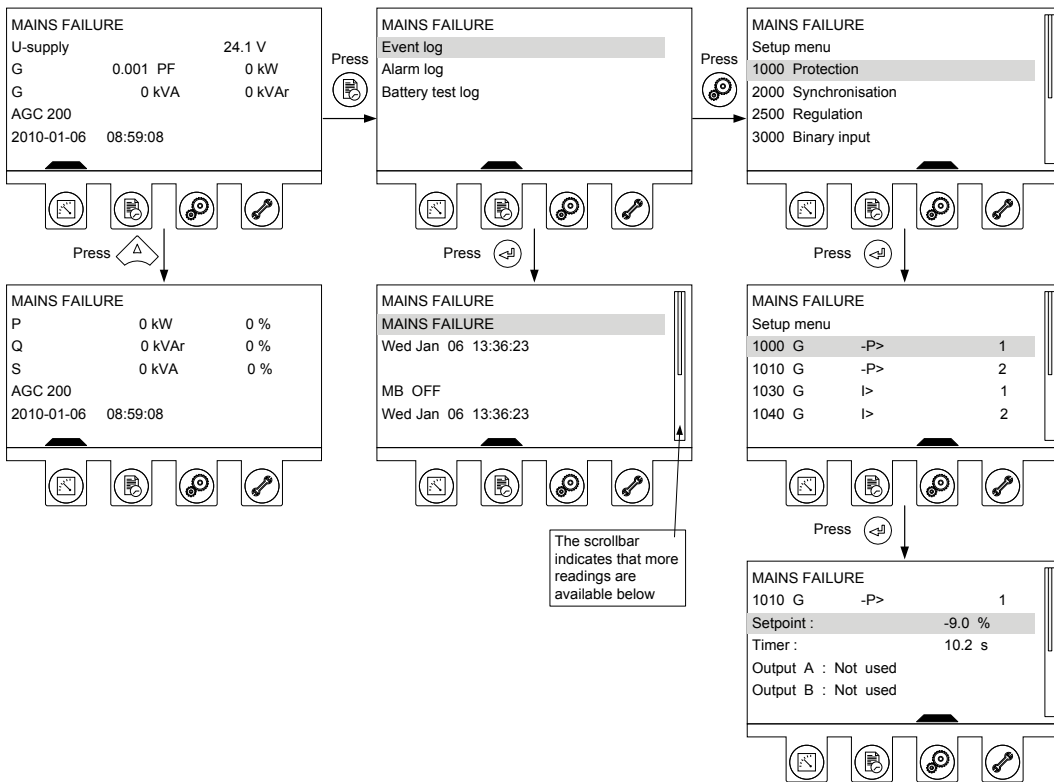 MAINS FAILURE
U-supply 24.1 V
G 0.001 PF 0 kW
G 0 kVA 0 kVAr
AGC 200
2010-01-06 08:59:08
Press
MAINS FAILURE
Event log
Alarm log
Battery test log
Press
MAINS FAILURE
Setup menu
1000 Protection
2000 Synchronisation
2500 Regulation
3000 Binary input
Press
Press
Press
MAINS FAILURE
P 0 kW 0 %
Q 0 kVAr 0 %
S 0 kVA 0 %
AGC 200
2010-01-06 08:59:08
MAINS FAILURE
MAINS FAILURE
Wed Jan 06 13:36:23
MB OFF
Wed Jan 06 13:36:23
The scrollbar
indicates that more
readings are
available below
MAINS FAILURE
Setup menu
1000 G -P> 1
1010 G -P> 2
1030 G I> 1
1040 G I> 2
Press
MAINS FAILURE
1010 G -P> 1
Setpoint : -9.0 %
Timer : 10.2 s
Output A : Not used
Output B : Not used